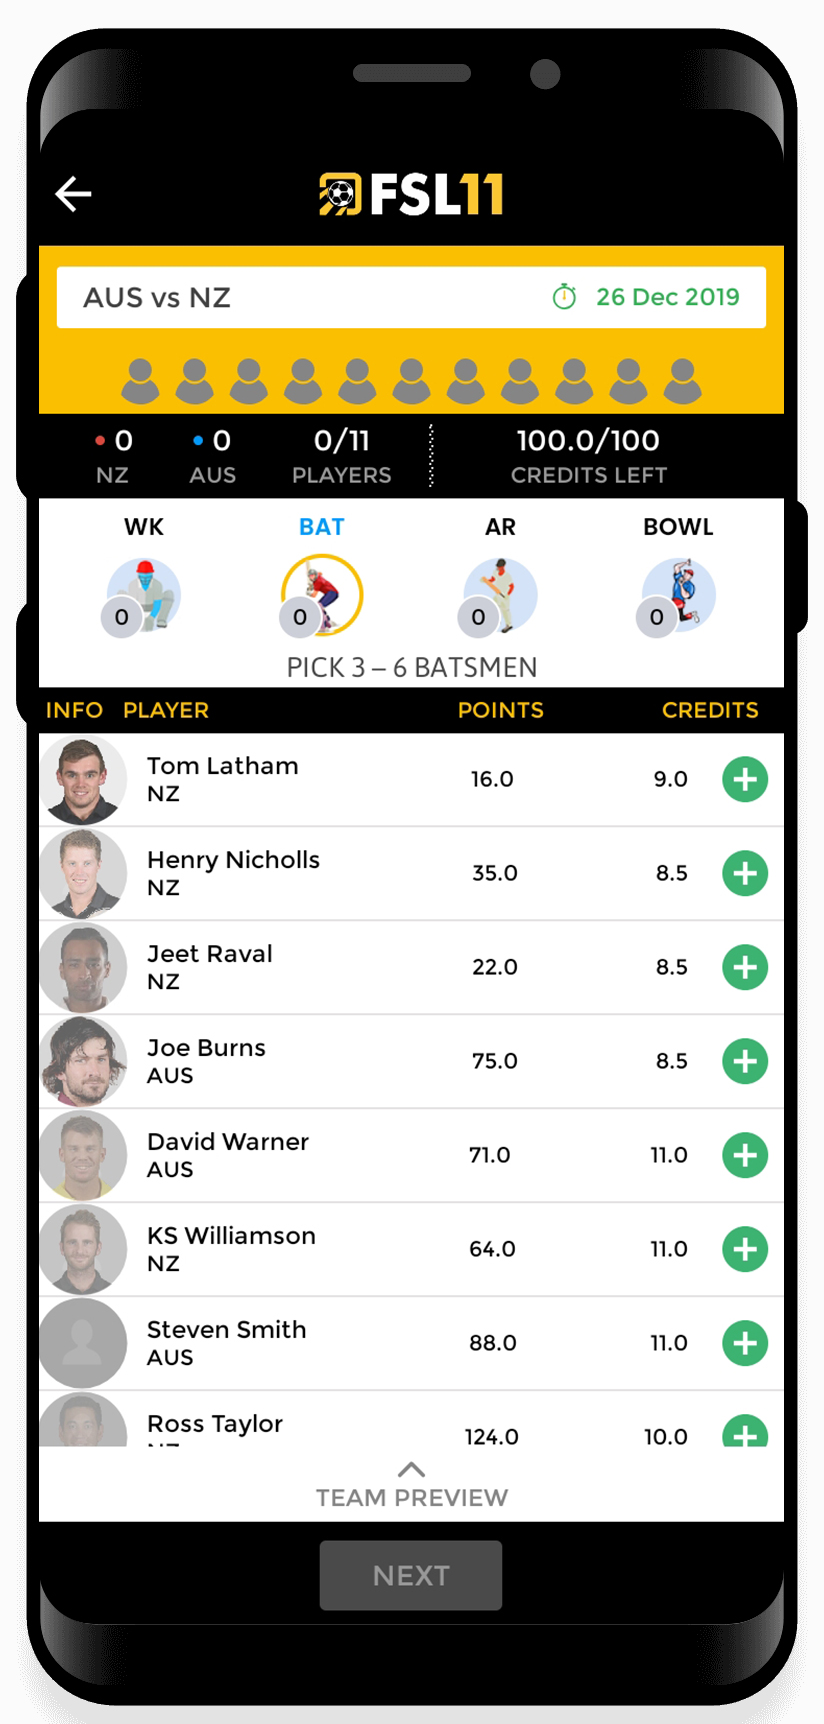 FSL11
AUS vs NZ 26 Dec 2019
0 0 0/11 100.0/100
NZ AUS PLAYERS CREDITS LEFT
WK BAT AR BOWL
0 0 0 0
PICK 3 – 6 BATSMEN
INFO PLAYER POINTS CREDITS
Tom Latham
NZ
16.0 9.0
Henry Nicholls
NZ
35.0 8.5
Jeet Raval
NZ
22.0 8.5
Joe Burns
AUS
75.0 8.5
David Warner
AUS
71.0 11.0
KS Williamson
NZ
64.0 11.0
Steven Smith
AUS
88.0 11.0
Ross Taylor
124.0 10.0
TEAM PREVIEW
NEXT